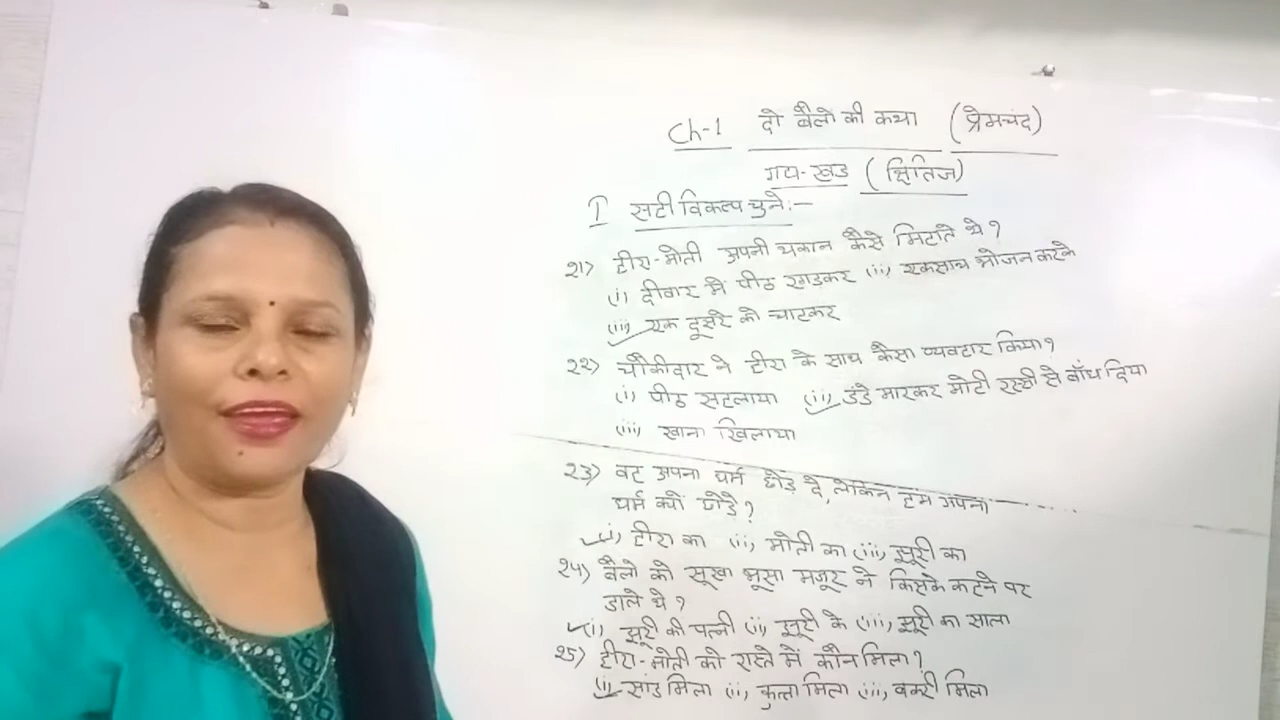 Ch-1 दो बैलो की कथा (प्रेमचंद)
गद्य-खंड (क्षितिज)
I सही विकल्प चुने:-
21) हीरा-मोती अपनी थकान कैसे मिटाते थे?
(i) दीवार में पीठ रगडकर (ii) एकसाथ भोजन करके
(iii) एक दूसरे को चाटकर
22) चौकीदार ने हीरा के साथ कैसा व्यवहार किया?
(i) पीठ सहलाया (ii) डंडे मारकर मोटी रस्सी से बाँध दिया
(iii) खाना खिलाया
23) वह अपना धर्म छोड़ दे, लेकिन हम अपना
धर्म क्यों छोडे?
(i) हीरा का (ii) मोती का (iii) झूरी का
24) बैलो को सूखा भूसा मजूर ने किसके कहने पर
डाले थे?
(i) झूरी की पत्नी (ii) झूरी के (iii) झूरी का साला
25) हीरा-मोती को रास्ते में कौन मिला?
(i) सांड मिला (ii) कुत्ता मिला (iii) बकरी मिला